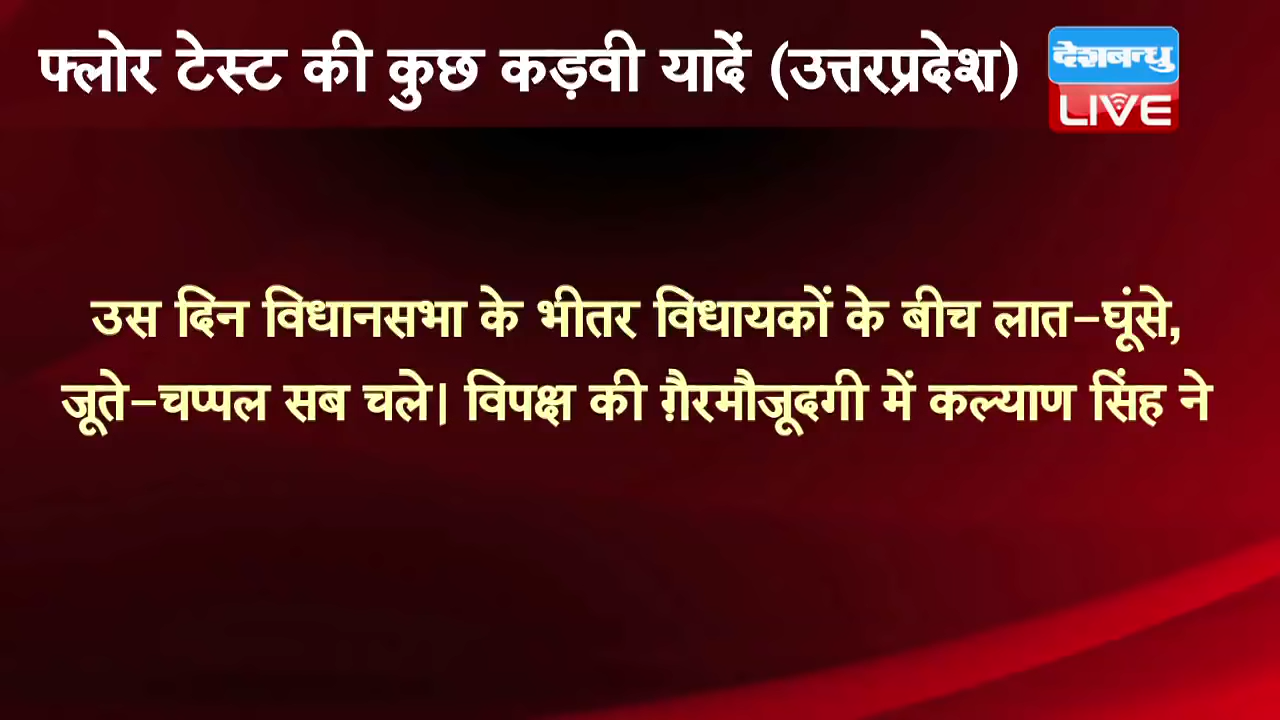 फ्लोर टेस्ट की कुछ कड़वी यादें (उत्तरप्रदेश)
देशबन्धु
LIVE
उस दिन विधानसभा के भीतर विधायकों के बीच लात-घूंसे,
जूते-चप्पल सब चले| विपक्ष की ग़ैरमौजूदगी में कल्याण सिंह ने